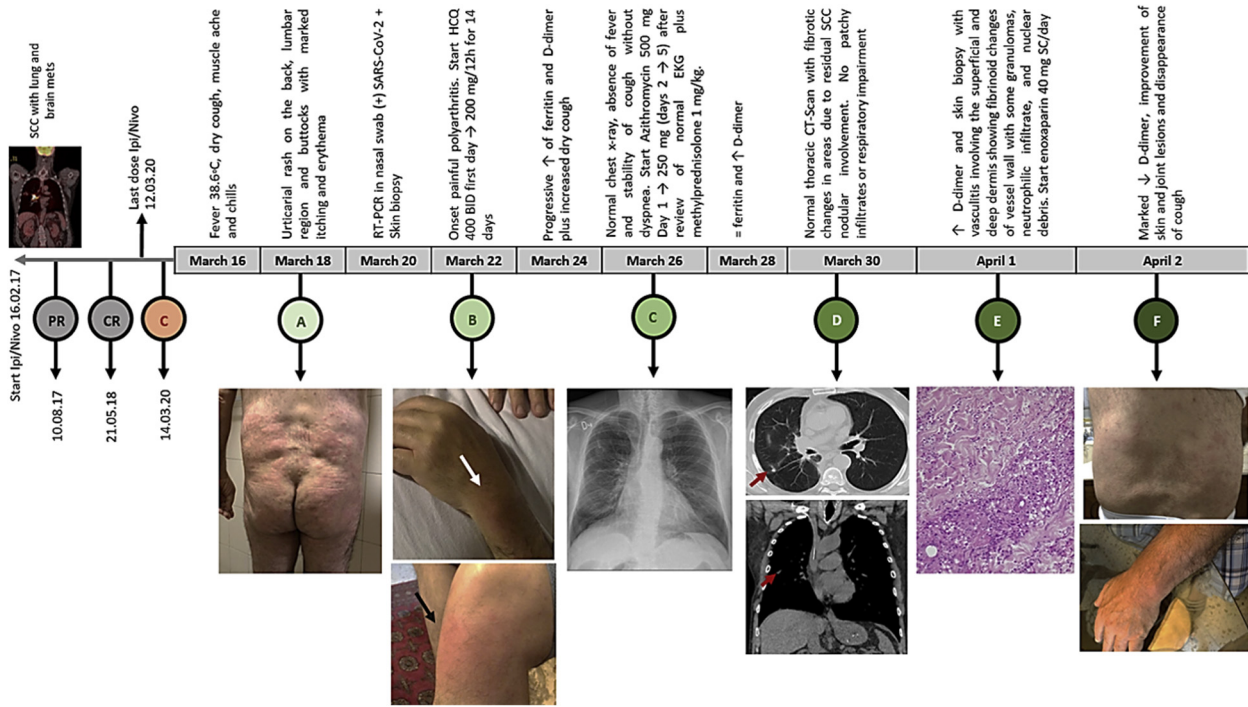 SCC with lung and
brain mets
Start Ipi/Nivo 16.02.17
Last dose Ipi/Nivo
12.03.20
Fever 38.6ºC, dry cough, muscle ache
and chills
Urticarial rash on the back, lumbar
region and buttocks with marked
itching and erythema
RT-PCR in nasal swab (+) SARS-CoV-2 +
Skin biopsy
Onset painful polyarthritis. Start HCQ
400 BID first day → 200 mg/12h for 14
days
Progressive ↑ of ferritin and D-dimer
plus increased dry cough
Normal chest x-ray, absence of fever
and stability of cough without
dyspnea. Start Azithromycin 500 mg
Day 1 → 250 mg (days 2 → 5) after
review of normal EKG plus
methylprednisolone 1 mg/kg.
= ferritin and ↑ D-dimer
Normal thoracic CT-Scan with fibrotic
changes in areas due to residual SCC
nodular involvement. No patchy
infiltrates or respiratory impairment
↑ D-dimer and skin biopsy with
vasculitis involving the superficial and
deep dermis showing fibrinoid changes
of vessel wall with some granulomas,
neutrophilic infiltrate, and nuclear
debris. Start enoxaparin 40 mg SC/day
Marked ↓ D-dimer, improvement of
skin and joint lesions and disappearance
of cough
March 16
March 18
March 20
March 22
March 24
March 26
March 28
March 30
April 1
April 2
PR
CR
C
A
B
C
D
E
F
10.08.17
21.05.18
14.03.20